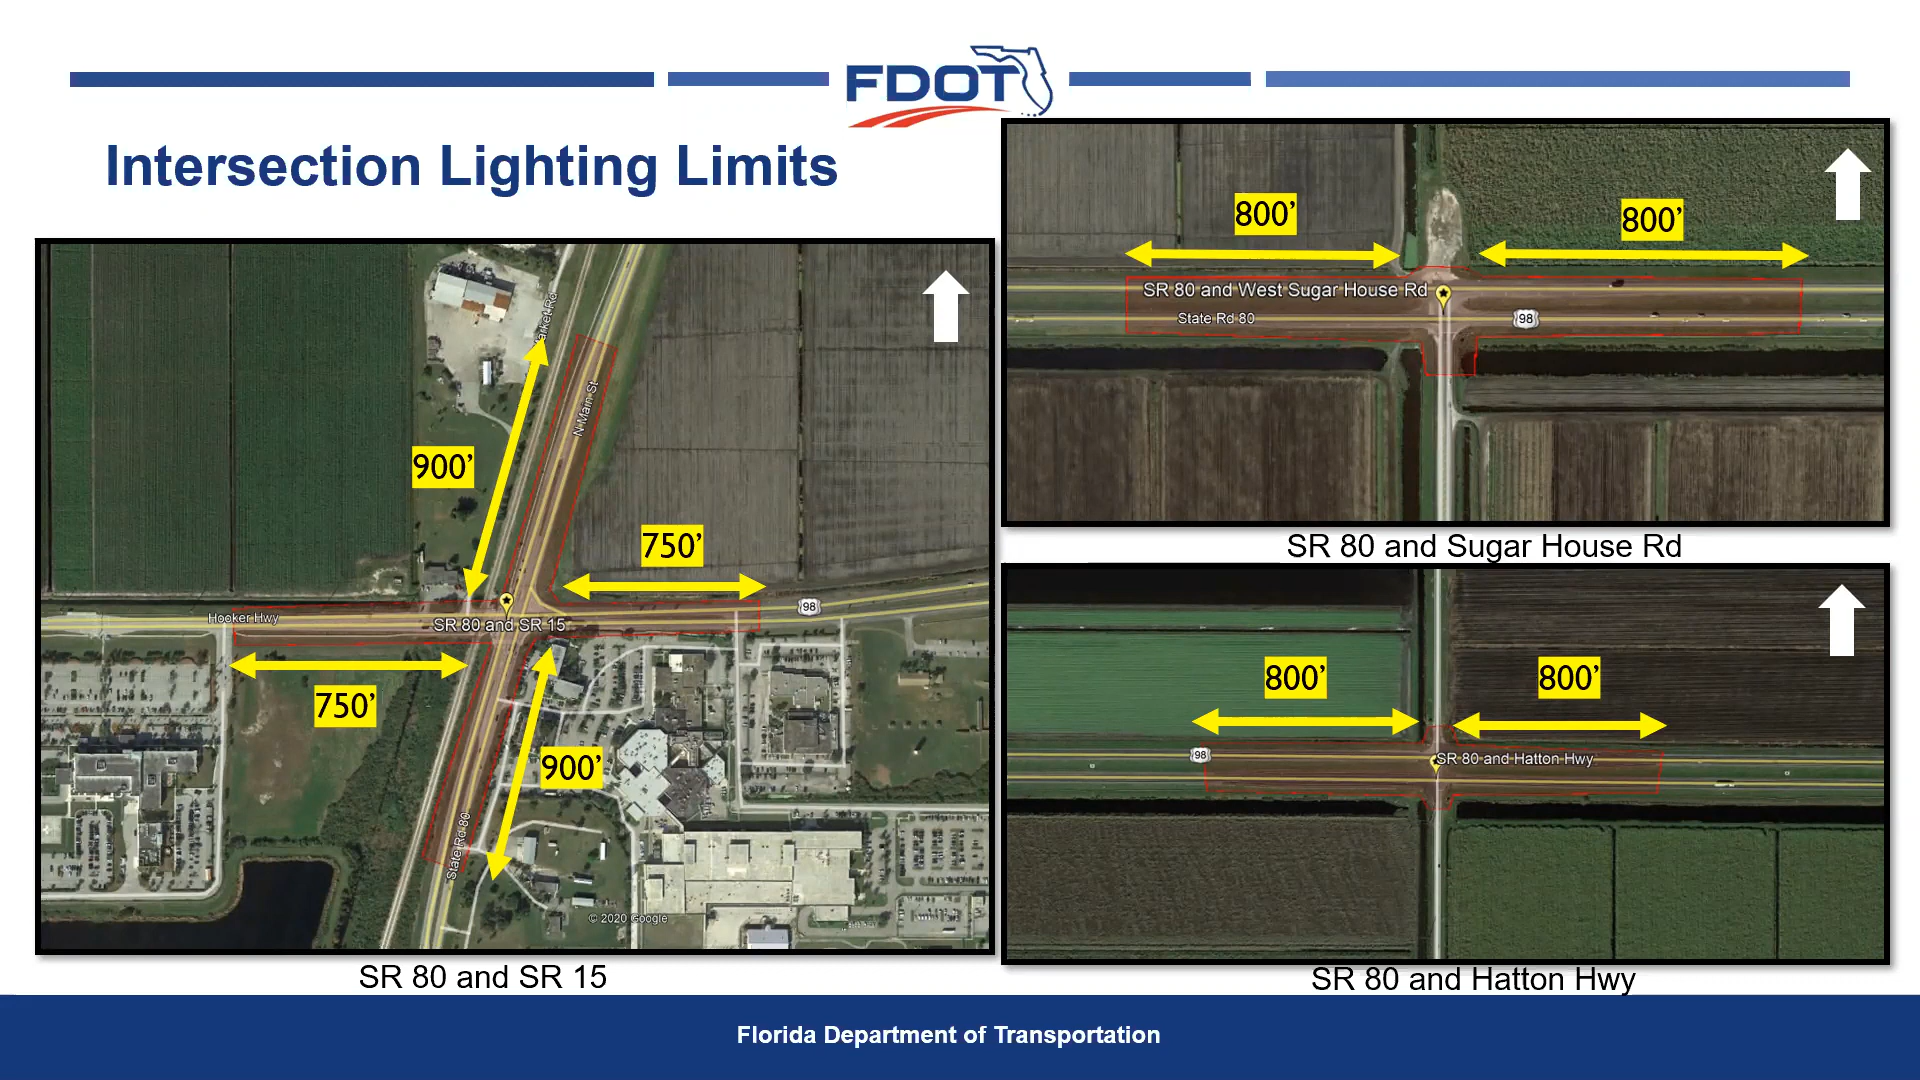 FDOT
Intersection Lighting Limits
Market Rd
N Main St
900’
750’
98
Hooker Hwy
SR 80 and SR 15
750’
900’
State Rd 80
© 2020 Google
SR 80 and SR 15
800’
800’
SR 80 and West Sugar House Rd
State Rd 80
98
SR 80 and Sugar House Rd
800’
800’
98
SR 80 and Hatton Hwy
SR 80 and Hatton Hwy
Florida Department of Transportation